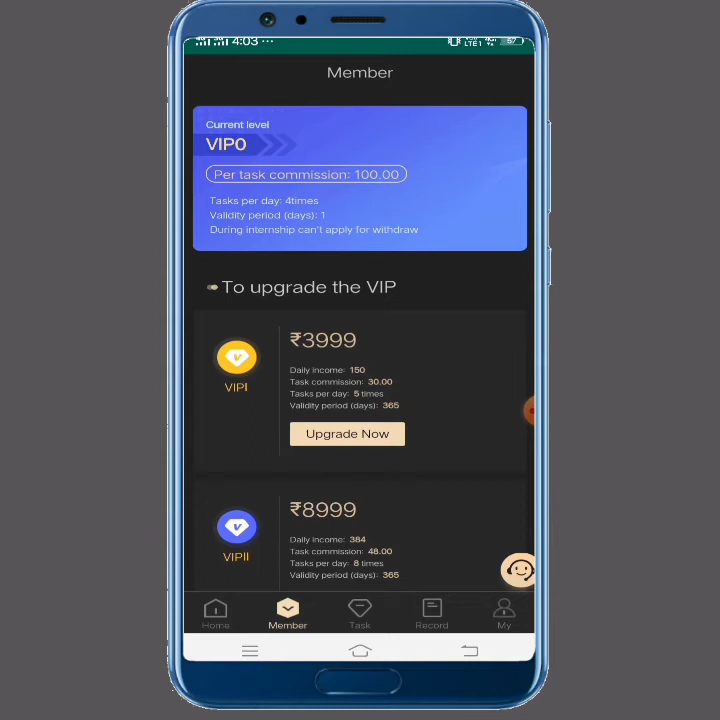 4:03 ...
57
Member
Current level
VIP0
Per task commission: 100.00
Tasks per day: 4times
Validity period (days): 1
During internship can't apply for withdraw
To upgrade the VIP
₹3999
Daily income: 150
Task commission: 30.00
Tasks per day: 5 times
Validity period (days): 365
VIPI
Upgrade Now
₹8999
Daily income: 384
Task commission: 48.00
Tasks per day: 8 times
Validity period (days): 365
VIPII
Home
Member
Task
Record
My